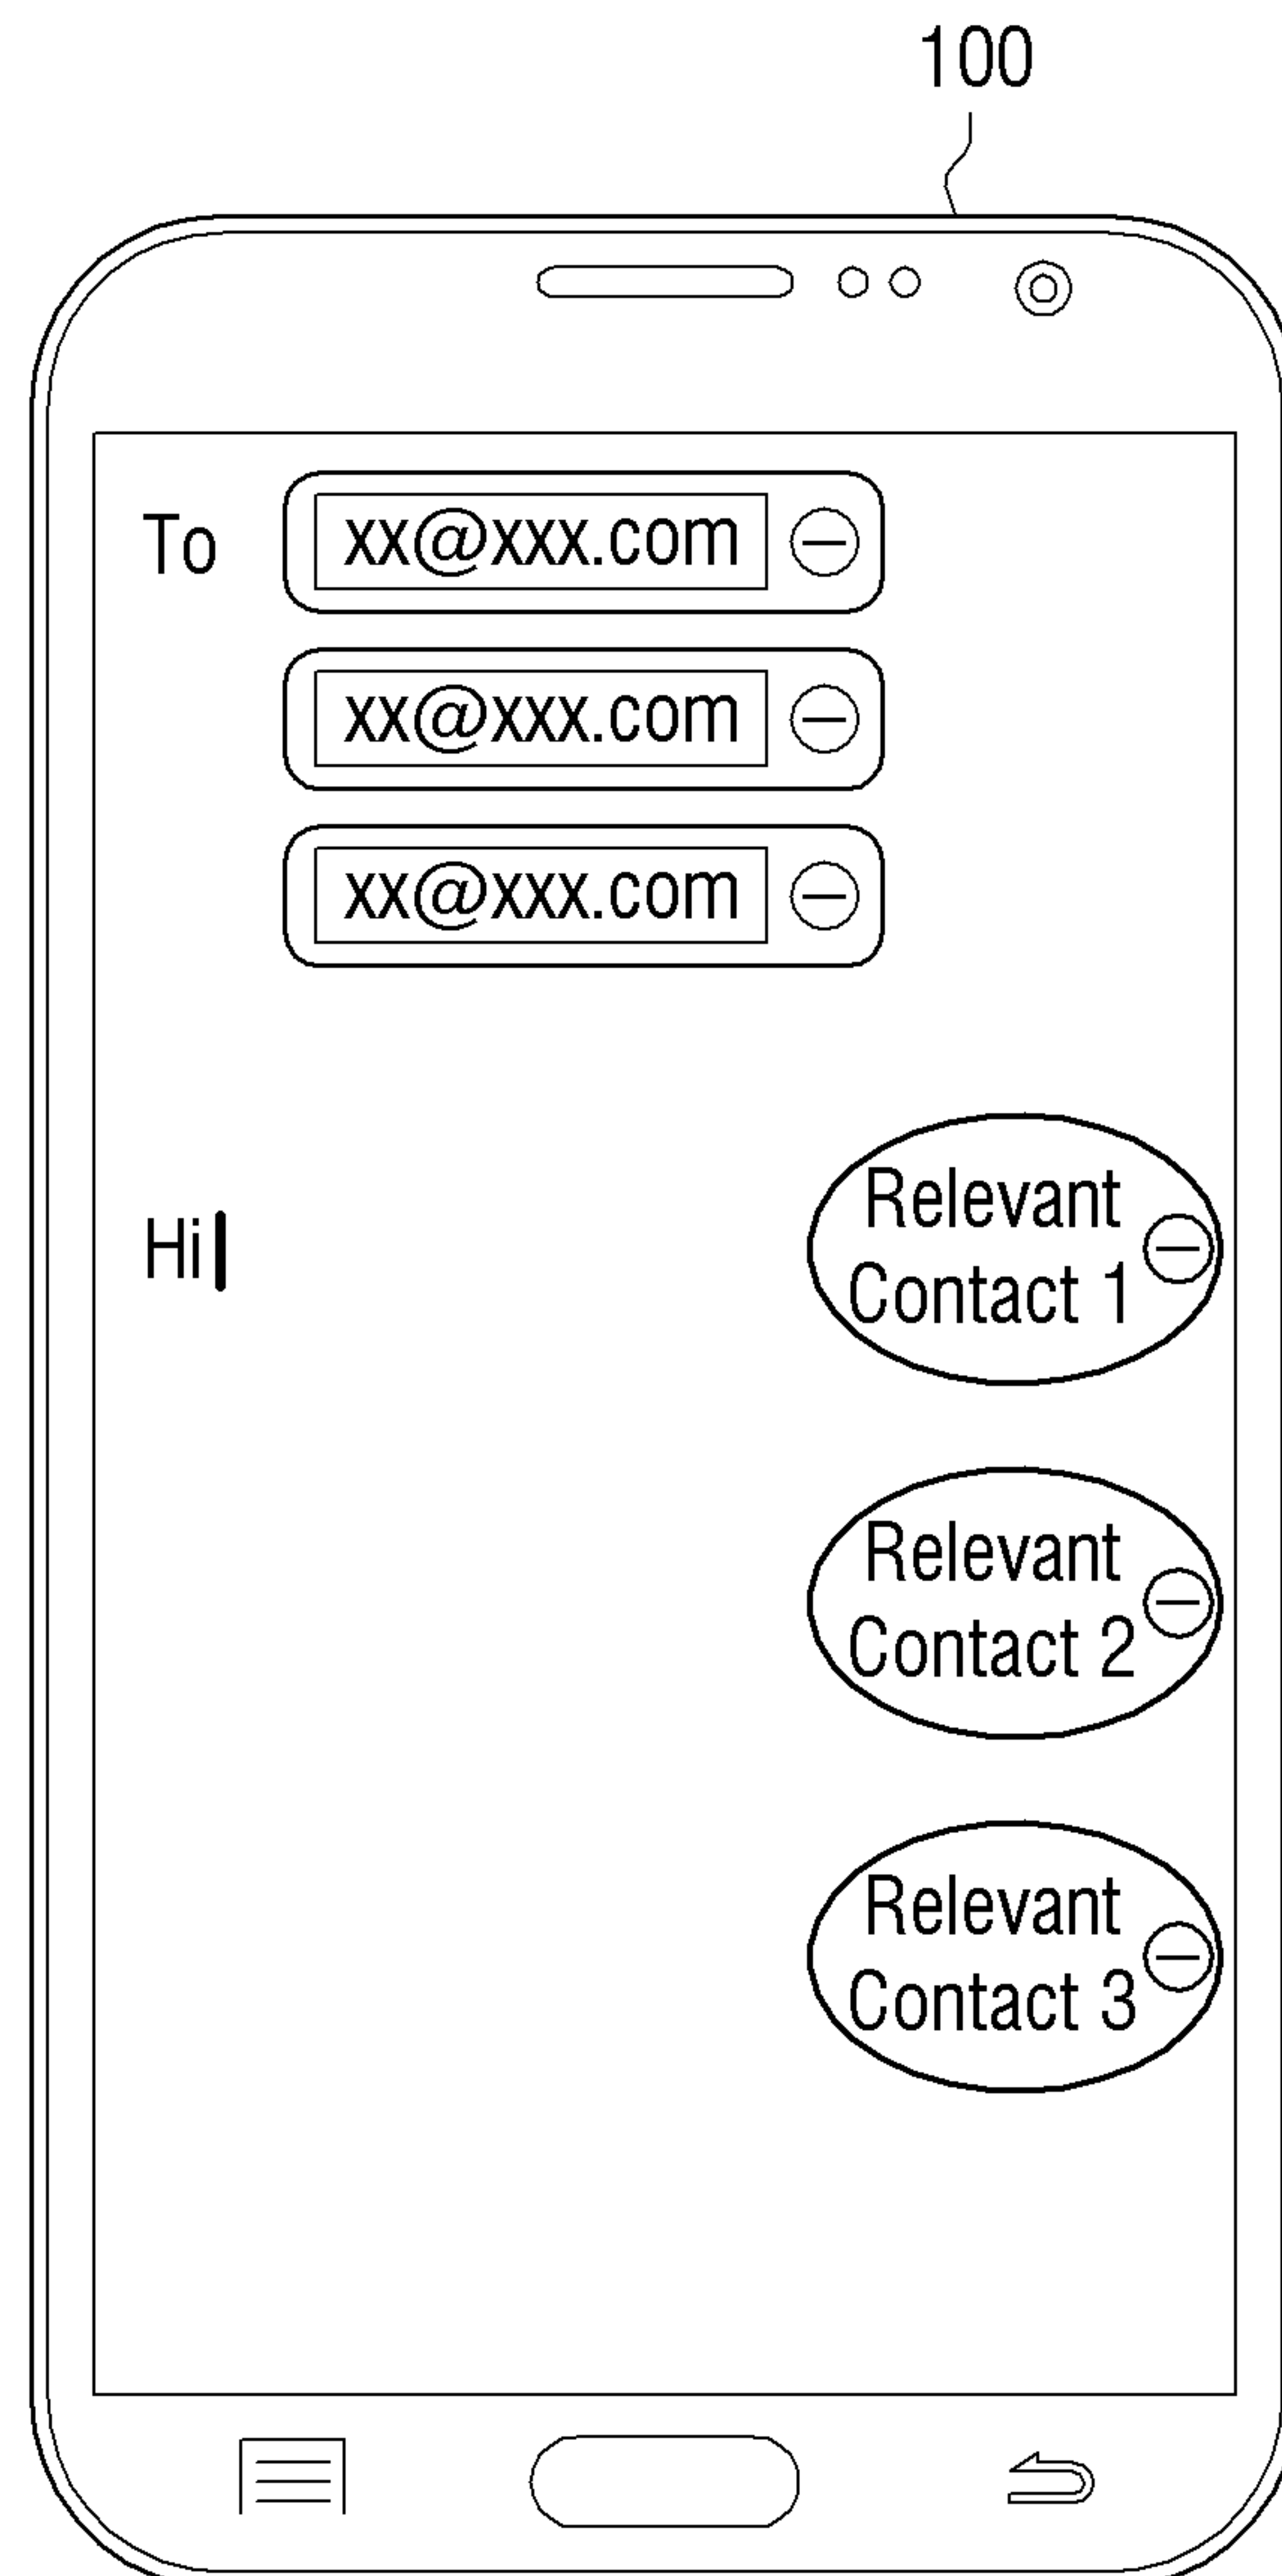 100
To xx@xxx.com
xx@xxx.com
xx@xxx.com
Hi
Relevant
Contact 1
Relevant
Contact 2
Relevant
Contact 3